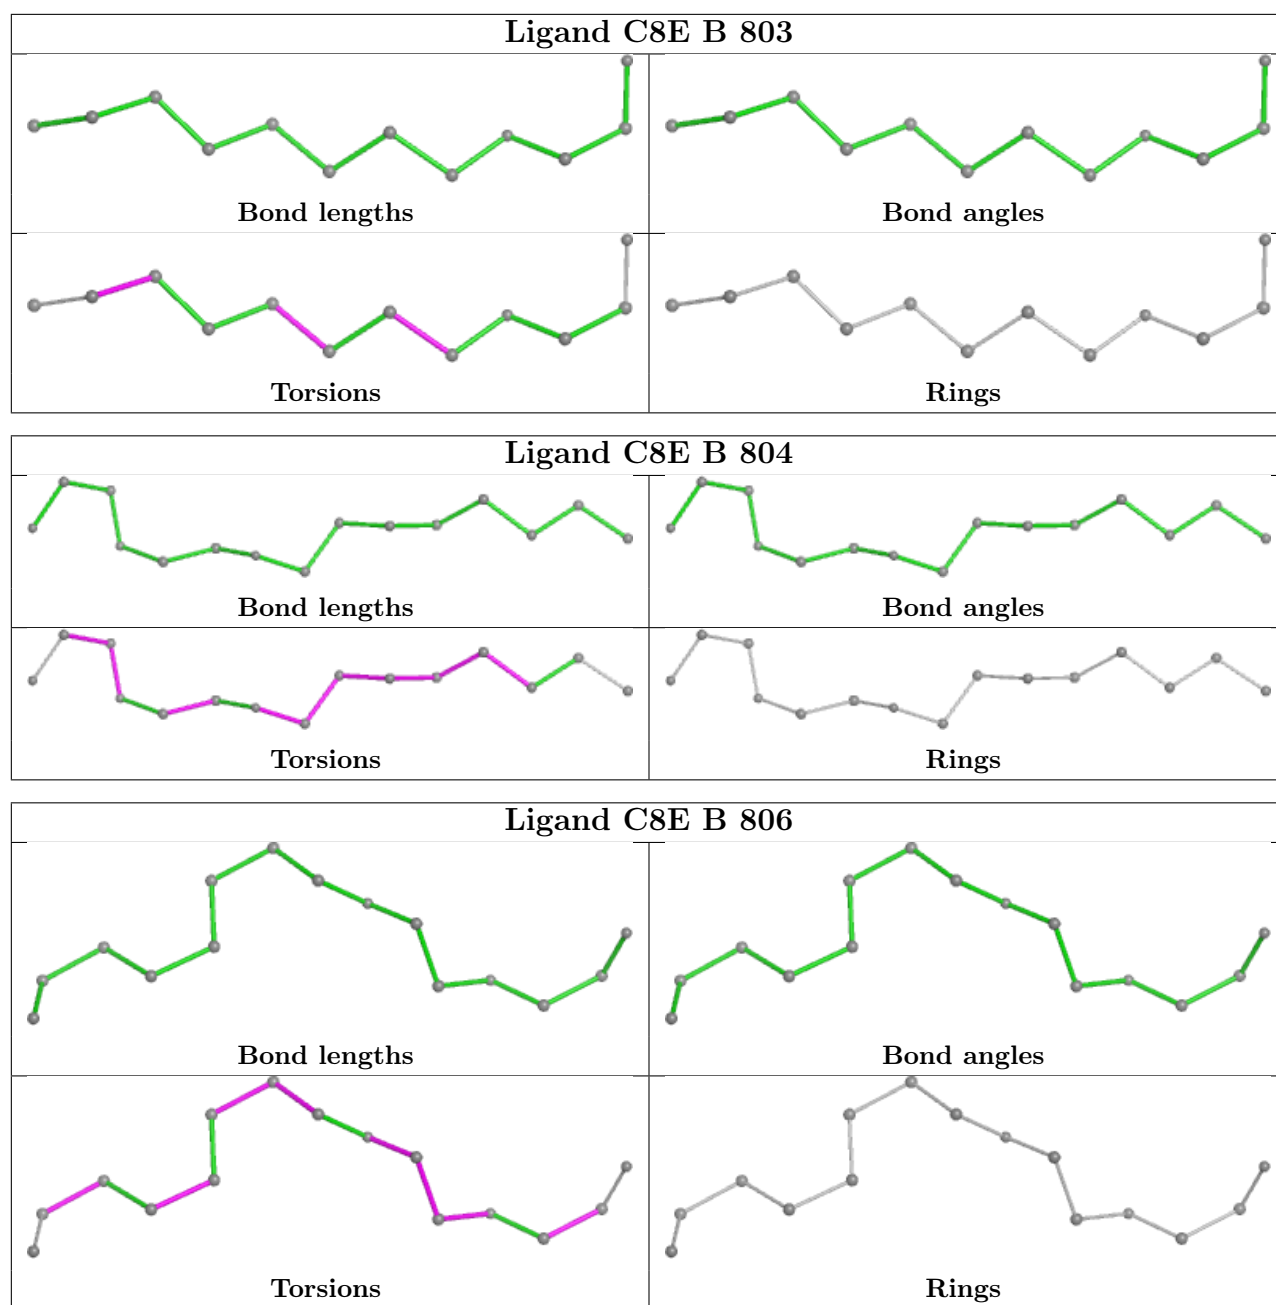 Ligand C8E B 803
Bond lengths
Bond angles
Torsions
Rings
Ligand C8E B 804
Bond lengths
Bond angles
Torsions
Rings
Ligand C8E B 806
Bond lengths
Bond angles
Torsions
Rings